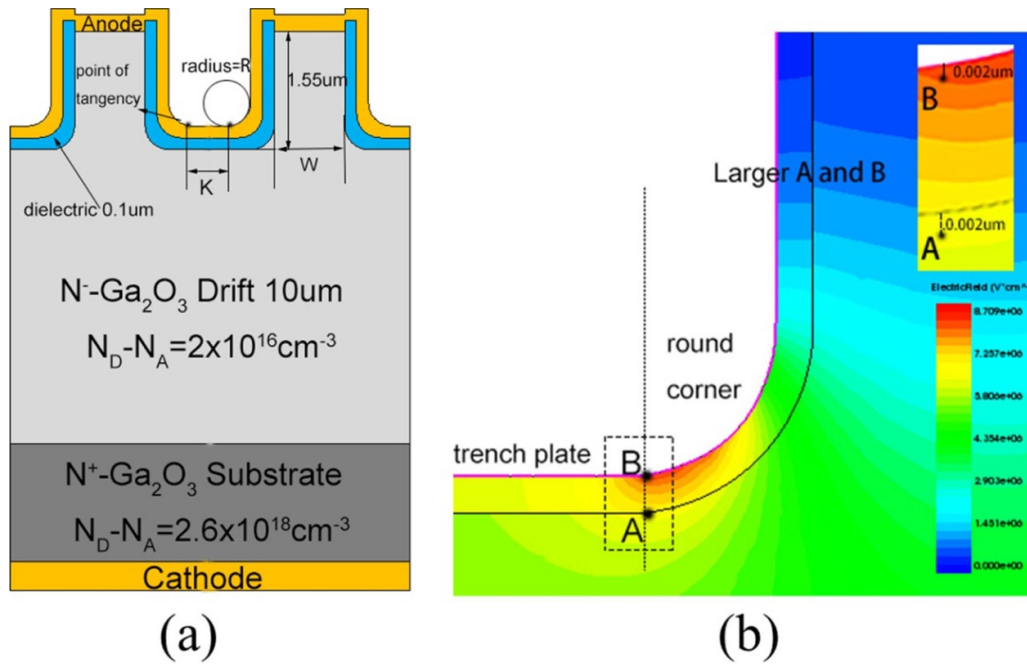 Anode
point of
tangency
radius=R
1.55um
K
W
dielectric 0.1um
N⁻-Ga₂O₃ Drift 10um
N_D-N_A=2x10¹⁶cm⁻³
N⁺-Ga₂O₃ Substrate
N_D-N_A=2.6x10¹⁸cm⁻³
Cathode
(a)
0.002um
B
Larger A and B
0.002um
A
ElectricField (V*cm^
8.709e+06
7.257e+06
5.806e+06
4.354e+06
2.903e+06
1.451e+06
0.000e+00
round
corner
trench plate
B
A
(b)